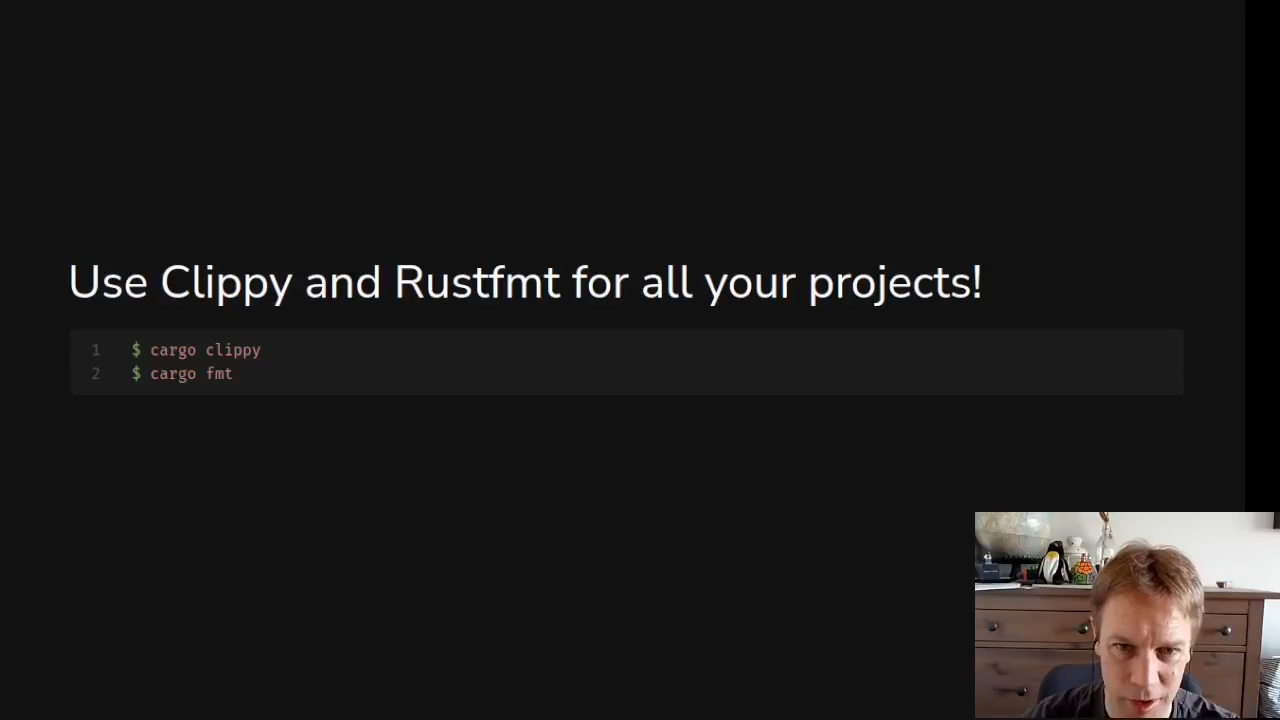 Use Clippy and Rustfmt for all your projects!
1 $ cargo clippy
2 $ cargo fmt